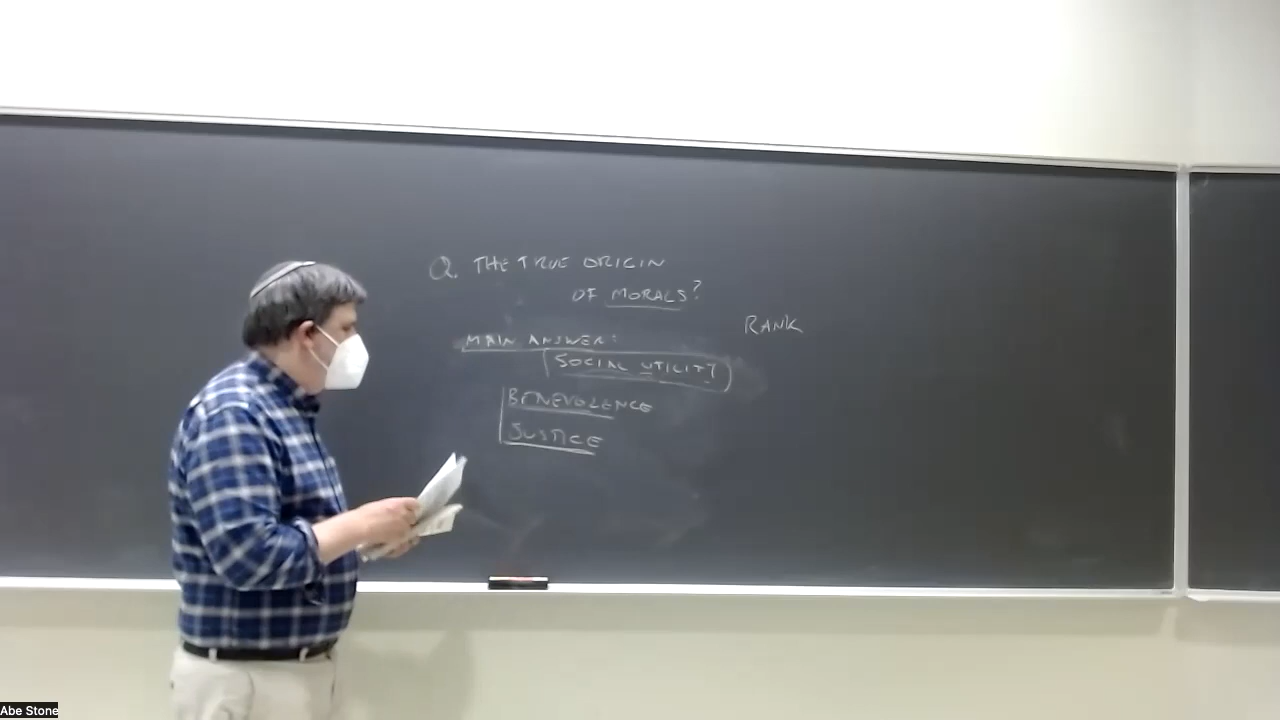 Q. THE TRUE ORIGIN
OF MORALS?
RANK
MAIN ANSWER:
SOCIAL UTILITY
BENEVOLENCE
JUSTICE
Abe Stone